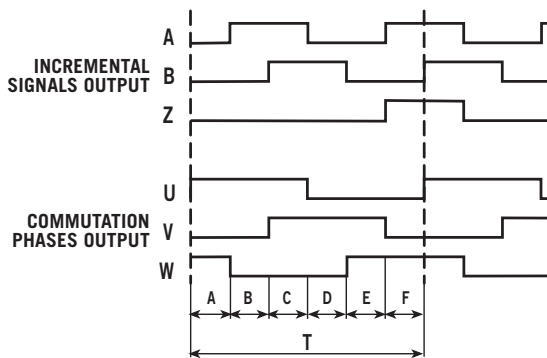 A
INCREMENTAL
SIGNALS OUTPUT
B
Z
U
COMMUTATION
PHASES OUTPUT
V
W
A B C D E F
T